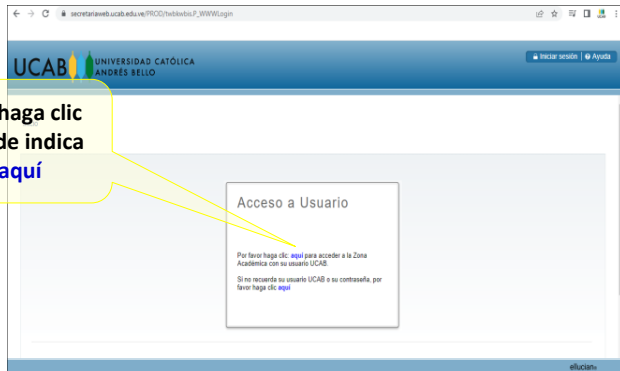 secretariaweb.ucab.edu.ve/PROD/twbkwbis.P_WWWLogin
UCAB UNIVERSIDAD CATÓLICA
ANDRÉS BELLO
Iniciar sesión | Ayuda
haga clic
de indica
aquí
Acceso a Usuario
Por favor haga clic: aquí para acceder a la Zona
Académica con su usuario UCAB.
Si no recuerda su usuario UCAB o su contraseña, por
favor haga clic aquí
ellucian